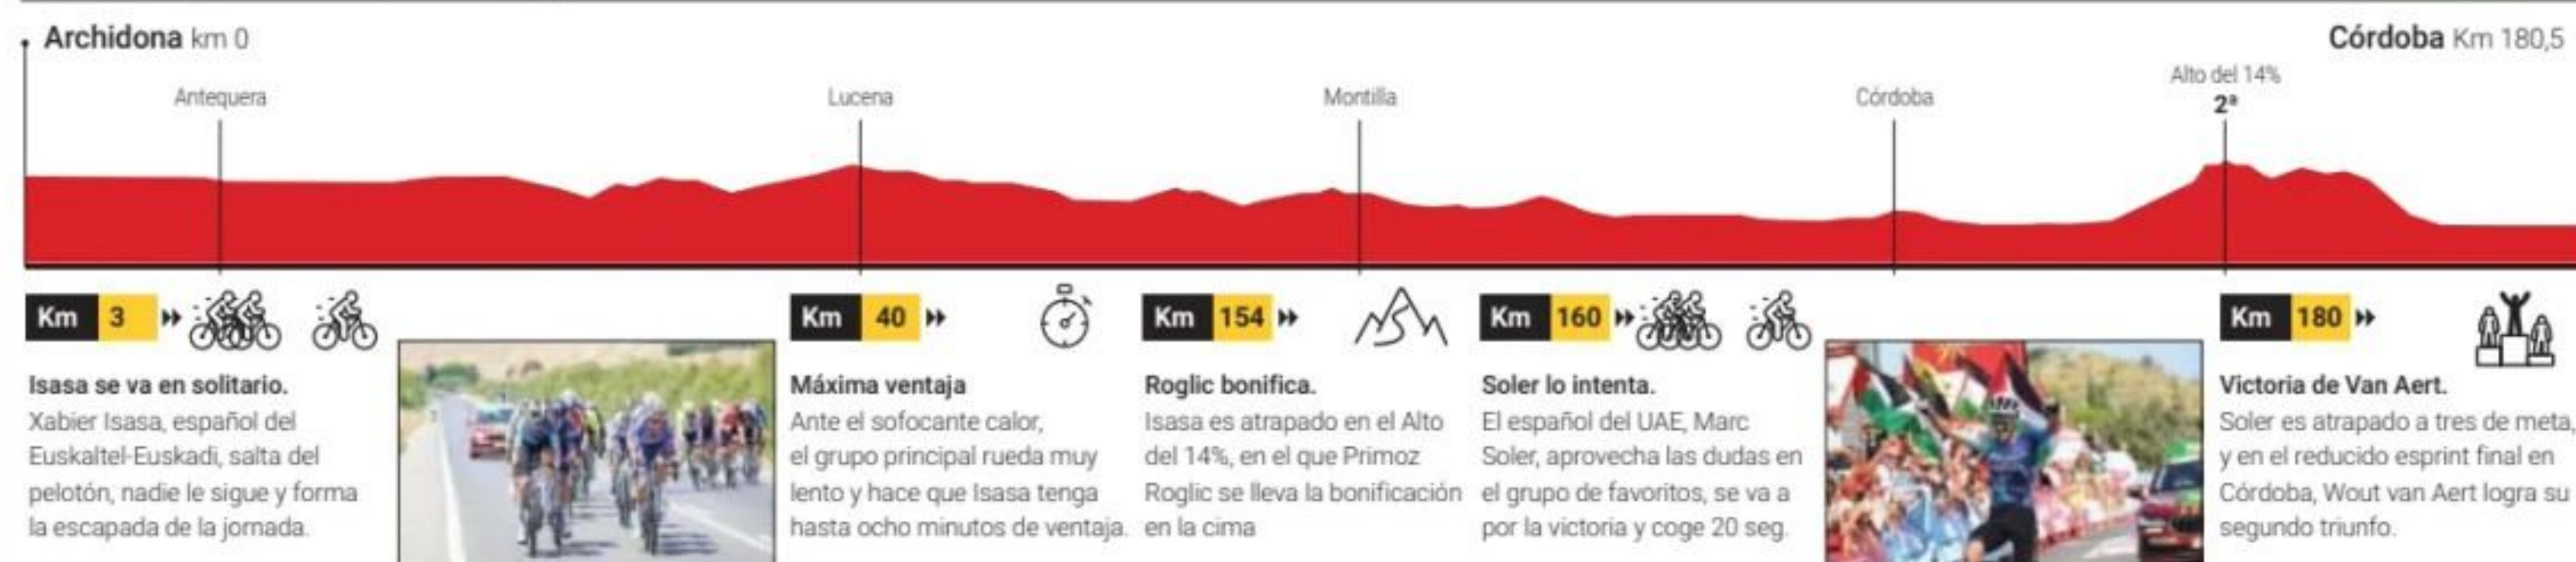 Archidona km 0
Córdoba Km 180,5
Antequera
Lucena
Montilla
Córdoba
Alto del 14%
2ª
Km 3
Isasa se va en solitario.
Xabier Isasa, español del
Euskaltel-Euskadi, salta del
pelotón, nadie le sigue y forma
la escapada de la jornada.
Km 40
Máxima ventaja
Ante el sofocante calor,
el grupo principal rueda muy
lento y hace que Isasa tenga
hasta ocho minutos de ventaja.
Km 154
Roglic bonifica.
Isasa es atrapado en el Alto
del 14%, en el que Primoz
Roglic se lleva la bonificación
en la cima
Km 160
Soler lo intenta.
El español del UAE, Marc
Soler, aprovecha las dudas en
el grupo de favoritos, se va a
por la victoria y coge 20 seg.
Km 180
Victoria de Van Aert.
Soler es atrapado a tres de meta,
y en el reducido esprint final en
Córdoba, Wout van Aert logra su
segundo triunfo.